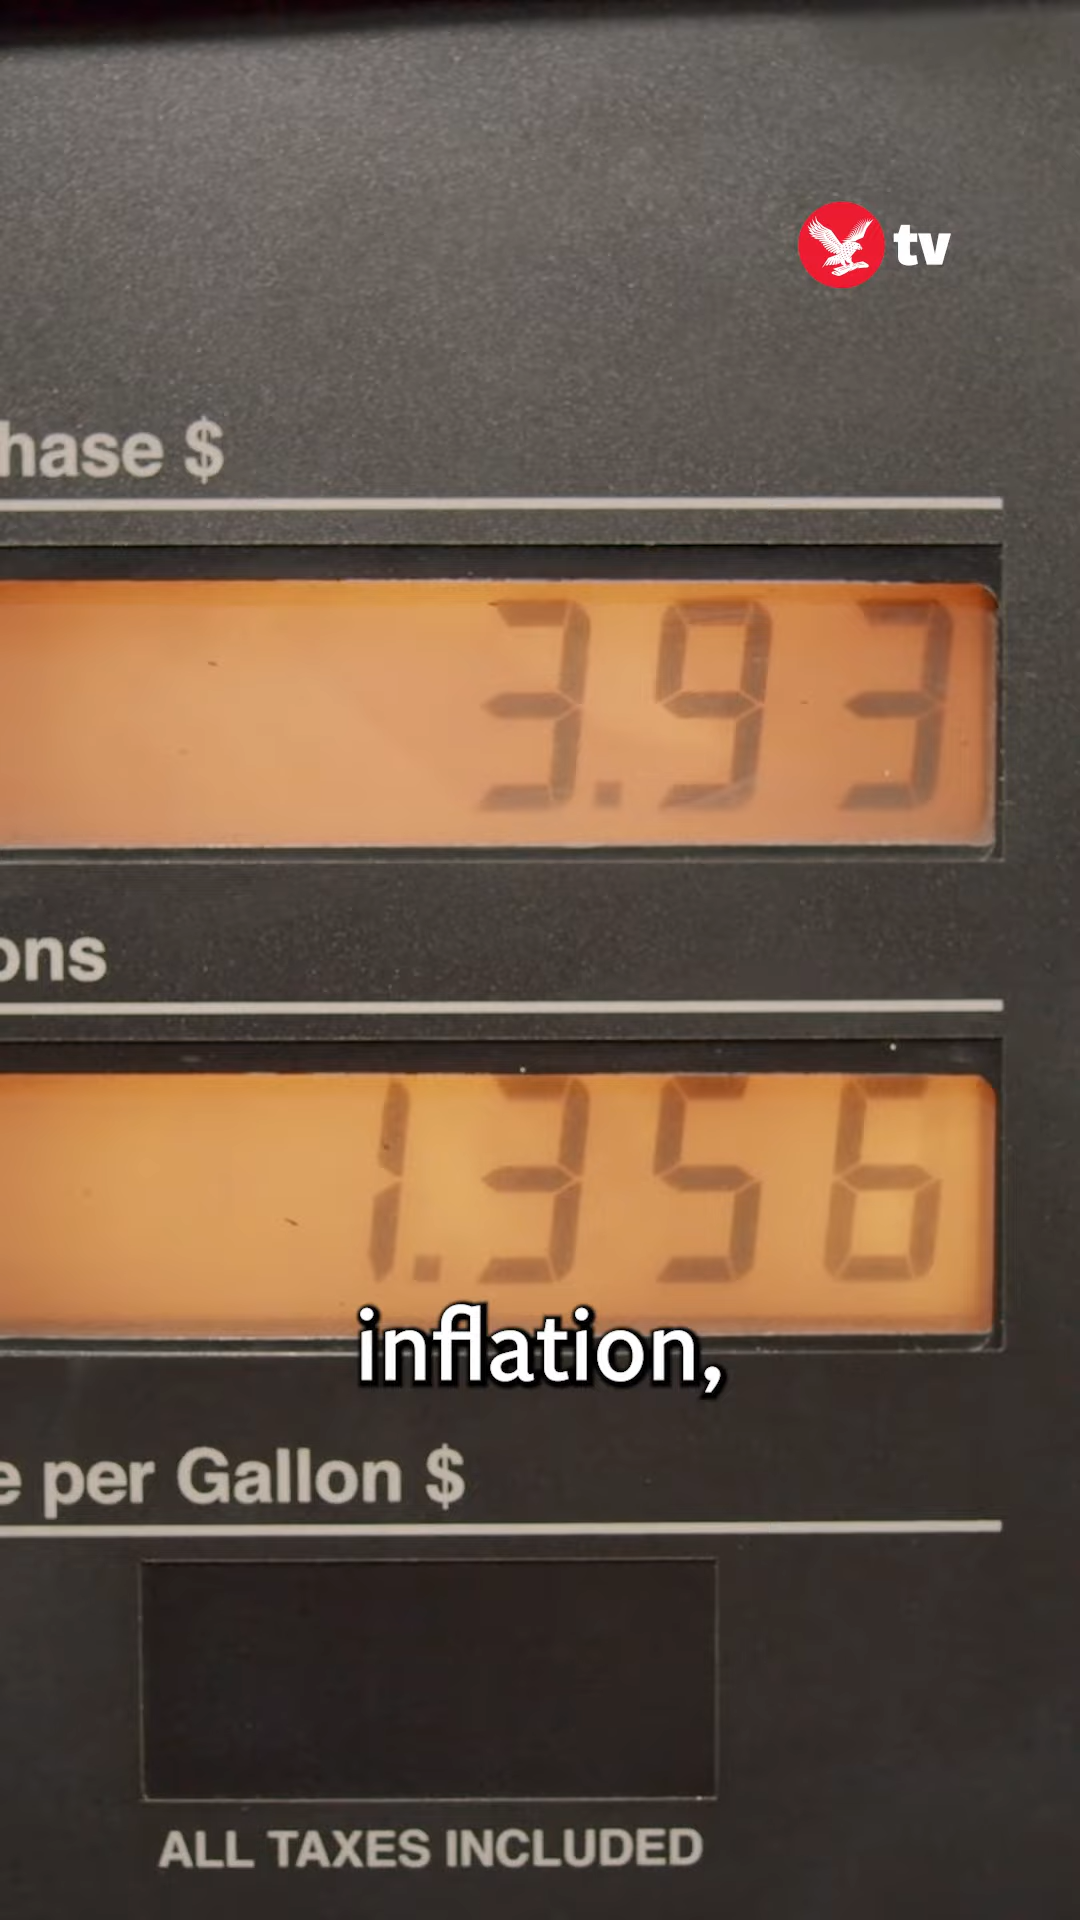 tv
hase $
3.93
ons
1.356
inflation,
e per Gallon $
ALL TAXES INCLUDED